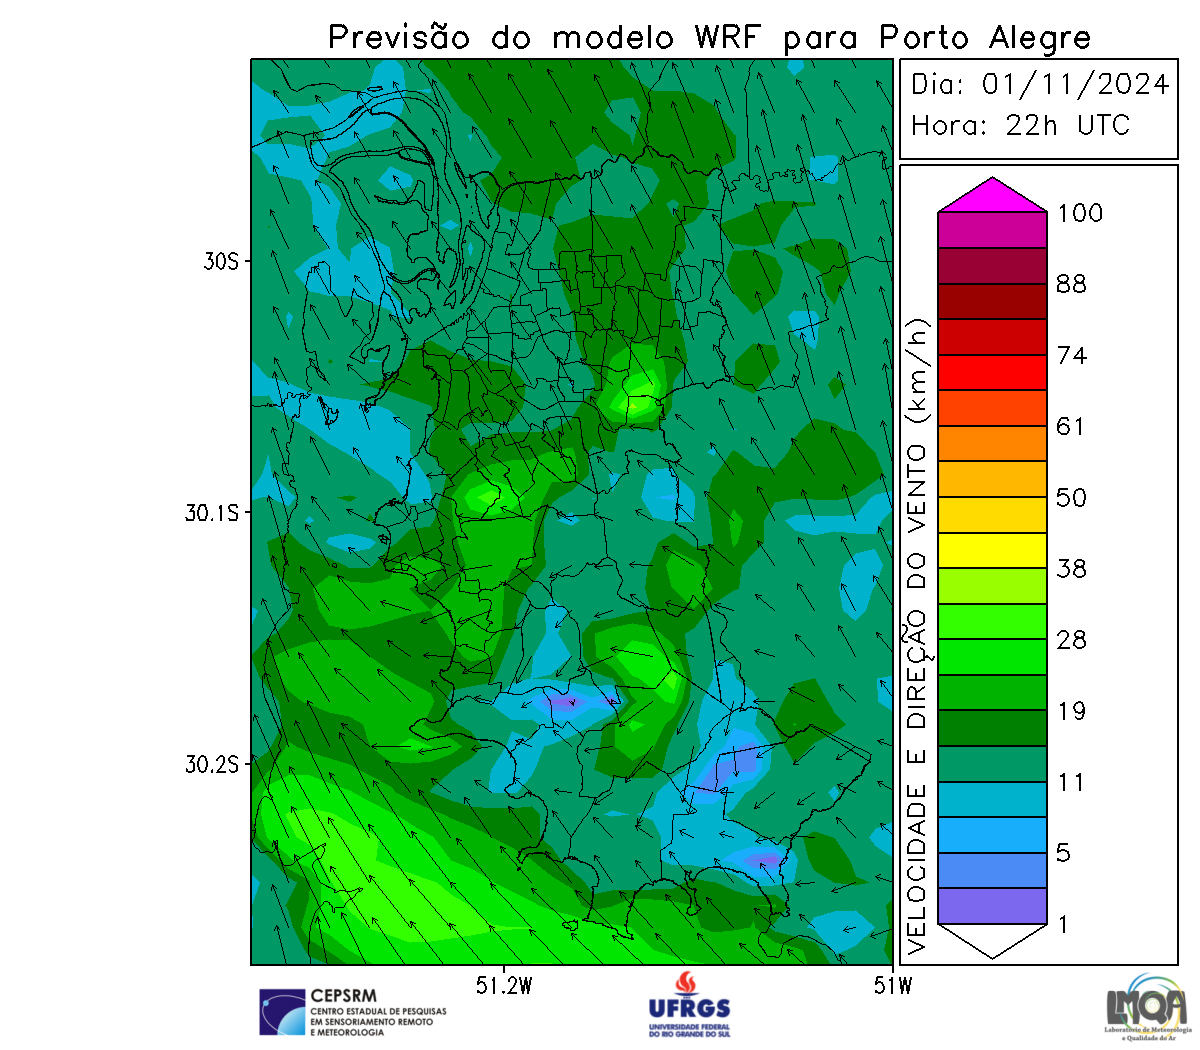 Previsão do modelo WRF para Porto Alegre
Dia: 01/11/2024
Hora: 22h UTC
30S
30.1S
30.2S
51.2W
51W
VELOCIDADE E DIREÇÃO DO VENTO (km/h)
100
88
74
61
50
38
28
19
11
5
1
CEPSRM
CENTRO ESTADUAL DE PESQUISAS
EM SENSORIAMENTO REMOTO
E METEOROLOGIA
UFRGS
UNIVERSIDADE FEDERAL
DO RIO GRANDE DO SUL
LMQA
Laboratório de Meteorologia
e Qualidade do Ar